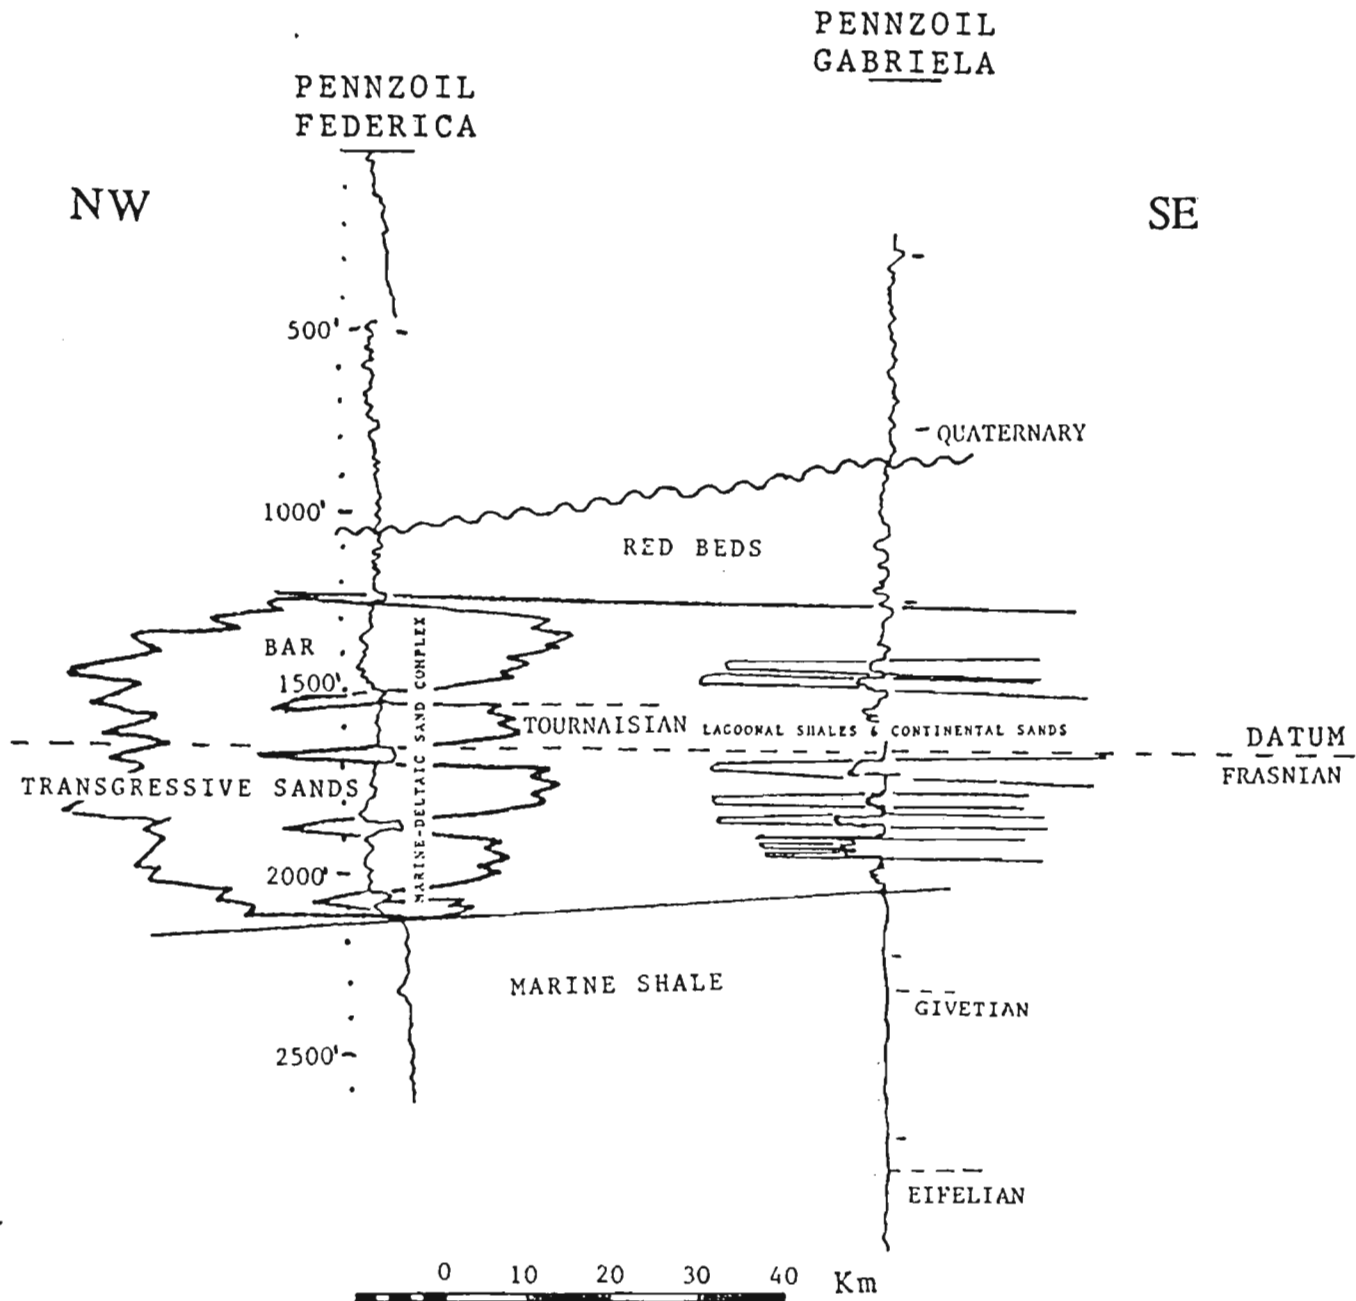 PENNZOIL
GABRIELA
PENNZOIL
FEDERICA
NW
SE
500'
QUATERNARY
1000'
RED BEDS
BAR
MARINE-DELTAIC SAND COMPLEX
1500'
TOURNAISIAN
LAGOONAL SHALES & CONTINENTAL SANDS
DATUM
FRASNIAN
TRANSGRESSIVE SANDS
2000'
MARINE SHALE
GIVETIAN
2500'
EIFELIAN
0 10 20 30 40 Km